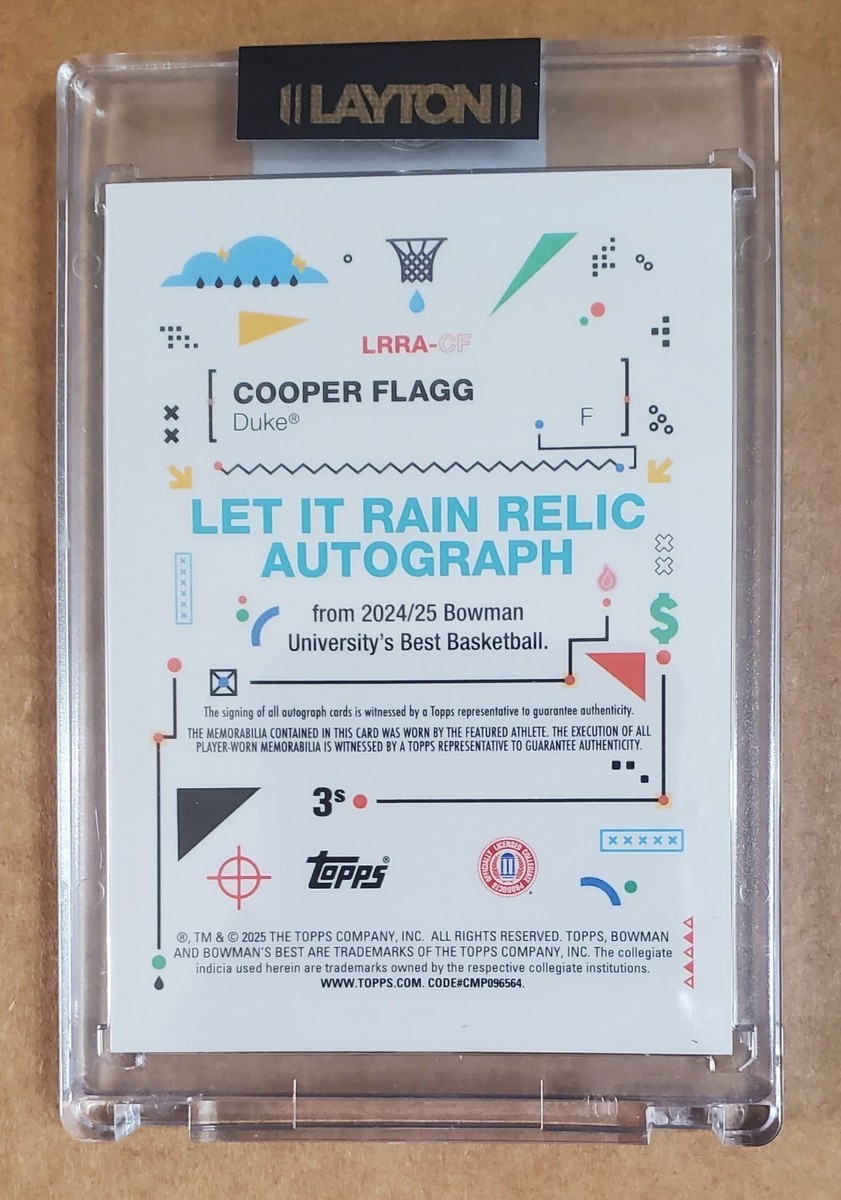 LAYTON
LRRA-CF
COOPER FLAGG
Duke®
F
LET IT RAIN RELIC
AUTOGRAPH
from 2024/25 Bowman
University's Best Basketball.
The signing of all autograph cards is witnessed by a Topps representative to guarantee authenticity.
THE MEMORABILIA CONTAINED IN THIS CARD WAS WORN BY THE FEATURED ATHLETE. THE EXECUTION OF ALL
PLAYER-WORN MEMORABILIA IS WITNESSED BY A TOPPS REPRESENTATIVE TO GUARANTEE AUTHENTICITY.
3s
TOPPS®
OFFICIALLY LICENSED COLLEGIATE PRODUCTS
®, TM & © 2025 THE TOPPS COMPANY, INC. ALL RIGHTS RESERVED. TOPPS, BOWMAN
AND BOWMAN'S BEST ARE TRADEMARKS OF THE TOPPS COMPANY, INC. The collegiate
indicia used herein are trademarks owned by the respective collegiate institutions.
WWW.TOPPS.COM. CODE#CMP096564.